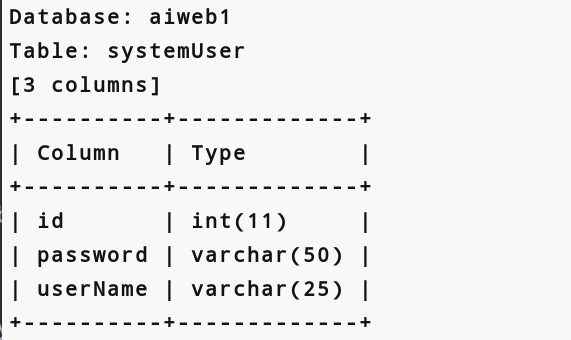 Database: aiweb1
Table: systemUser
[3 columns]
+----------+-------------+
| Column   | Type        |
+----------+-------------+
| id       | int(11)     |
| password | varchar(50) |
| userName | varchar(25) |
+----------+-------------+